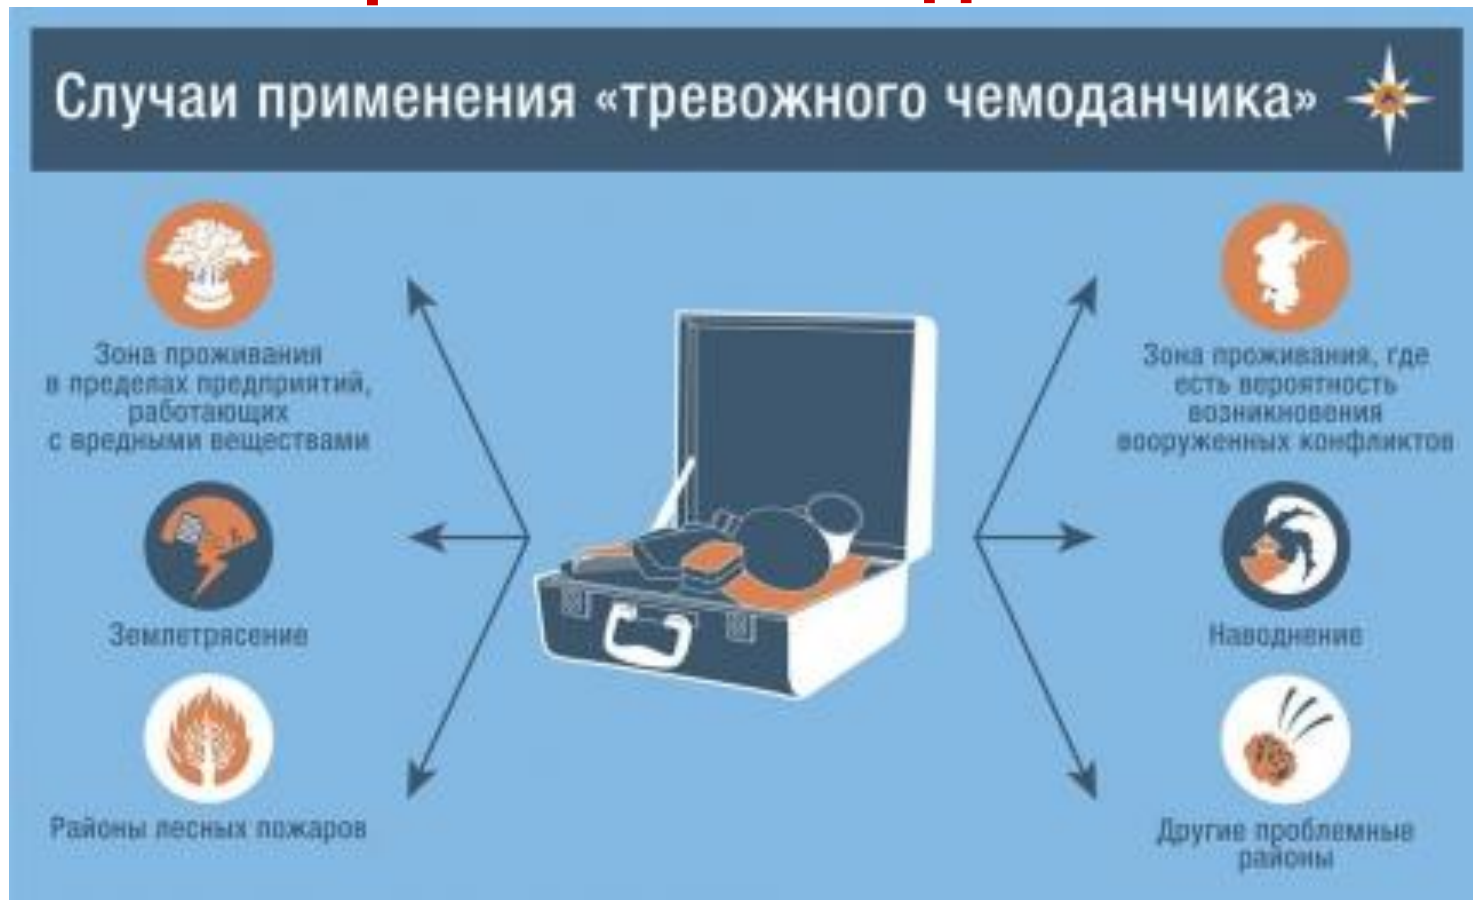 Случаи применения «тревожного чемоданчика»
Зона проживания
в пределах предприятий,
работающих
с вредными веществами
Землетрясение
Районы лесных пожаров
Зона проживания, где
есть вероятность
возникновения
вооруженных конфликтов
Наводнение
Другие проблемные
районы